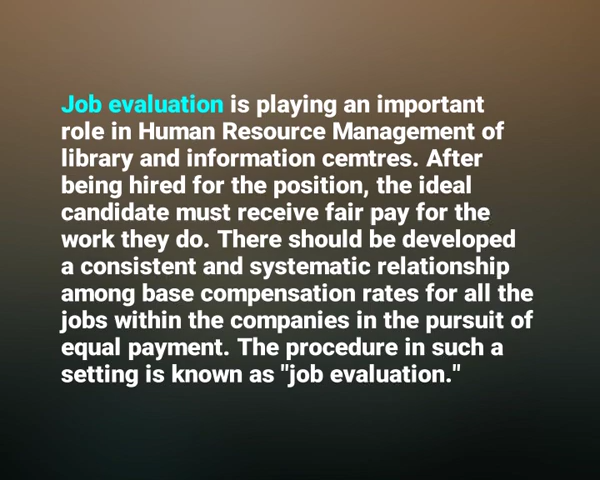 Job evaluation is playing an important
role in Human Resource Management of
library and information cemtres. After
being hired for the position, the ideal
candidate must receive fair pay for the
work they do. There should be developed
a consistent and systematic relationship
among base compensation rates for all the
jobs within the companies in the pursuit of
equal payment. The procedure in such a
setting is known as "job evaluation."